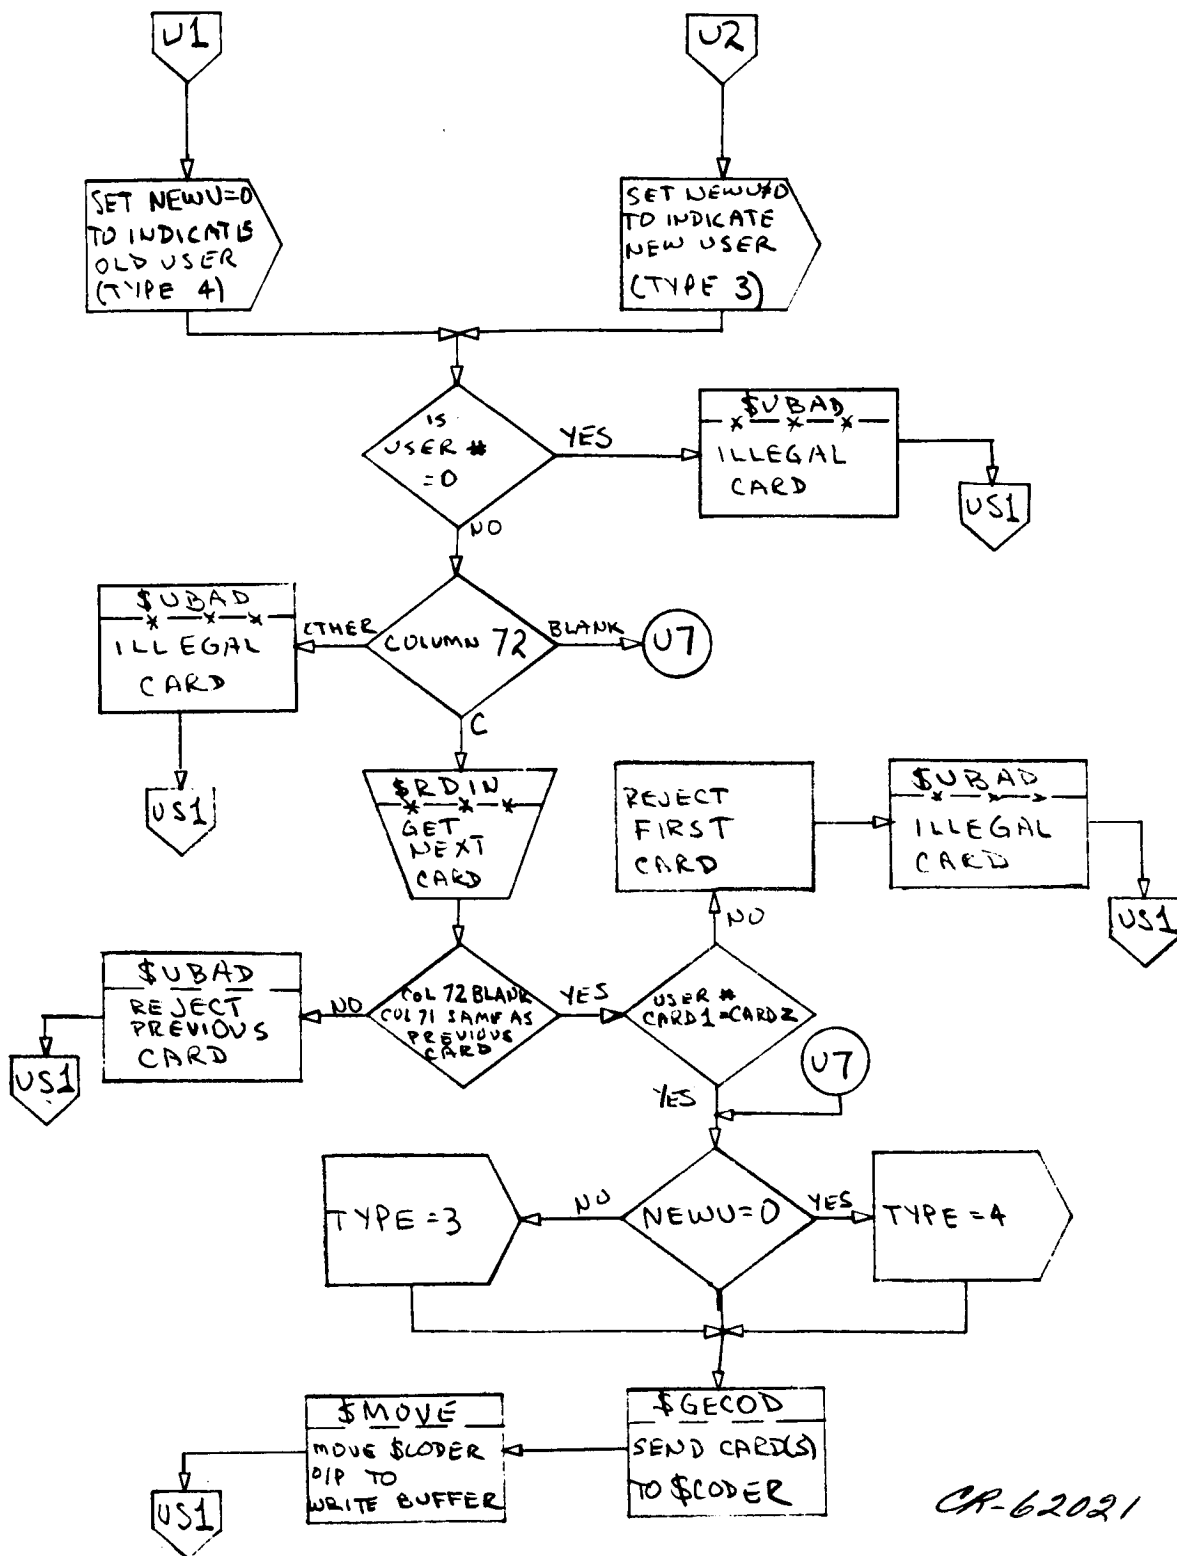 U1
U2
SET NEWU=0
TO INDICATE
OLD USER
(TYPE 4)
SET NEWU≠0
TO INDICATE
NEW USER
(TYPE 3)
IS
USER #
=0
YES
$UBAD
ILLEGAL
CARD
US1
NO
$UBAD
ILLEGAL
CARD
OTHER
COLUMN 72
BLANK
U7
US1
C
$RDIN
GET
NEXT
CARD
REJECT
FIRST
CARD
$UBAD
ILLEGAL
CARD
US1
NO
$UBAD
REJECT
PREVIOUS
CARD
US1
NO
COL 72 BLANK
COL 71 SAME AS
PREVIOUS
CARD
YES
USER #
CARD1=CARD2
U7
YES
TYPE=3
NO
NEWU=0
YES
TYPE=4
$MOVE
MOVE $CODER
O/P TO
WRITE BUFFER
$GECOD
SEND CARD(S)
TO $CODER
US1
CR-62021